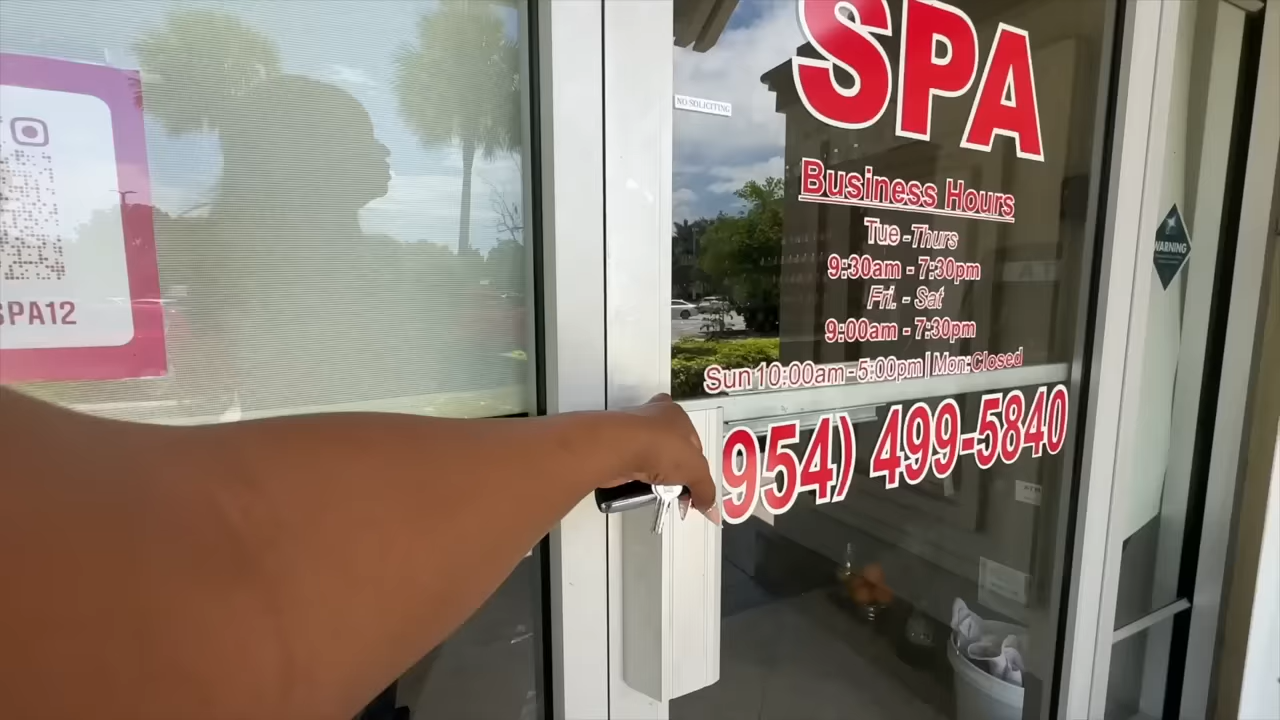 SPA
NO SOLICITING
Business Hours
Tue - Thurs
9:30am - 7:30pm
Fri. - Sat
9:00am - 7:30pm
Sun 10:00am - 5:00pm | Mon: Closed
954) 499-5840
SPA12
WARNING